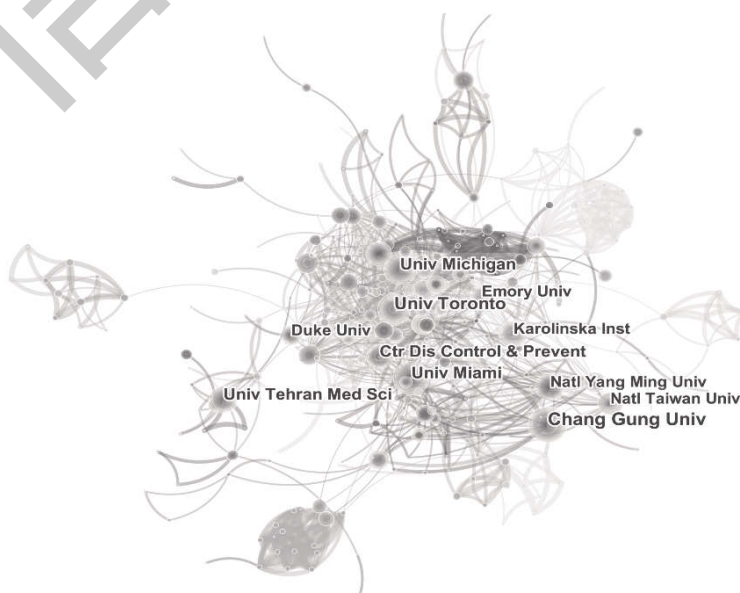 Univ Michigan
Emory Univ
Univ Toronto
Duke Univ
Karolinska Inst
Ctr Dis Control & Prevent
Univ Miami
Natl Yang Ming Univ
Univ Tehran Med Sci
Natl Taiwan Univ
Chang Gung Univ